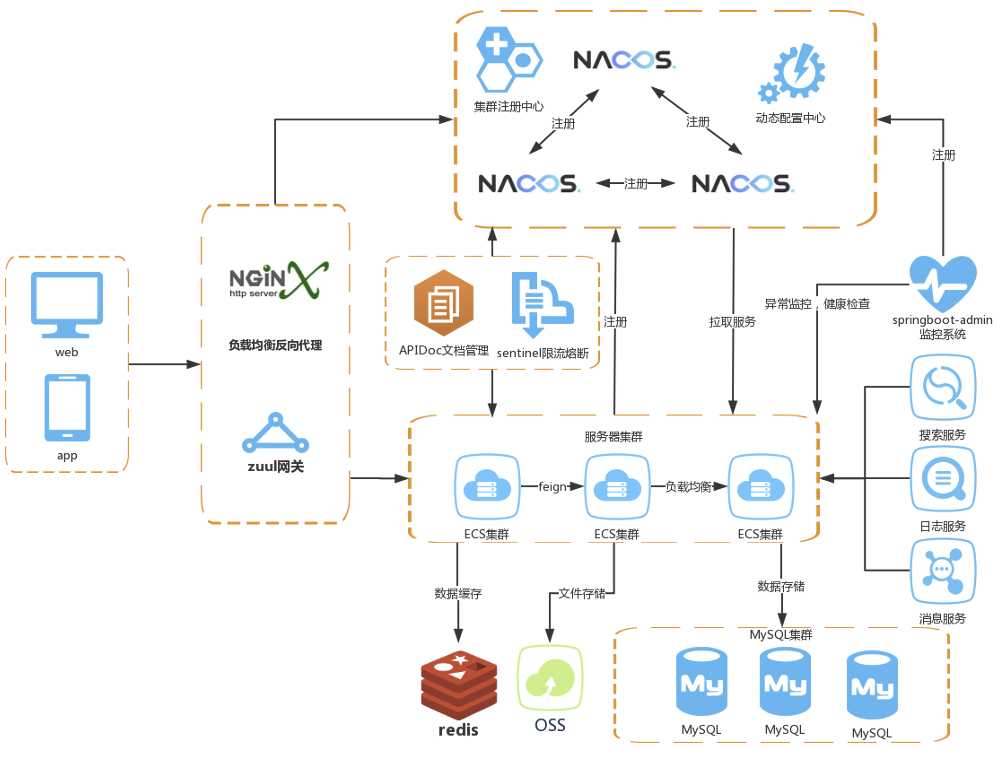 NACOS.
集群注册中心
动态配置中心
注册
注册
注册
NACOS.
NACOS.
注册
NGiNX
http server
负载均衡反向代理
zuul网关
web
app
APIDoc文档管理
sentinel限流熔断
注册
拉取服务
异常监控，健康检查
springboot-admin
监控系统
搜索服务
日志服务
消息服务
服务器集群
feign
负载均衡
ECS集群
ECS集群
ECS集群
数据缓存
文件存储
数据存储
redis
OSS
MySQL集群
My
My
My
MySQL
MySQL
MySQL